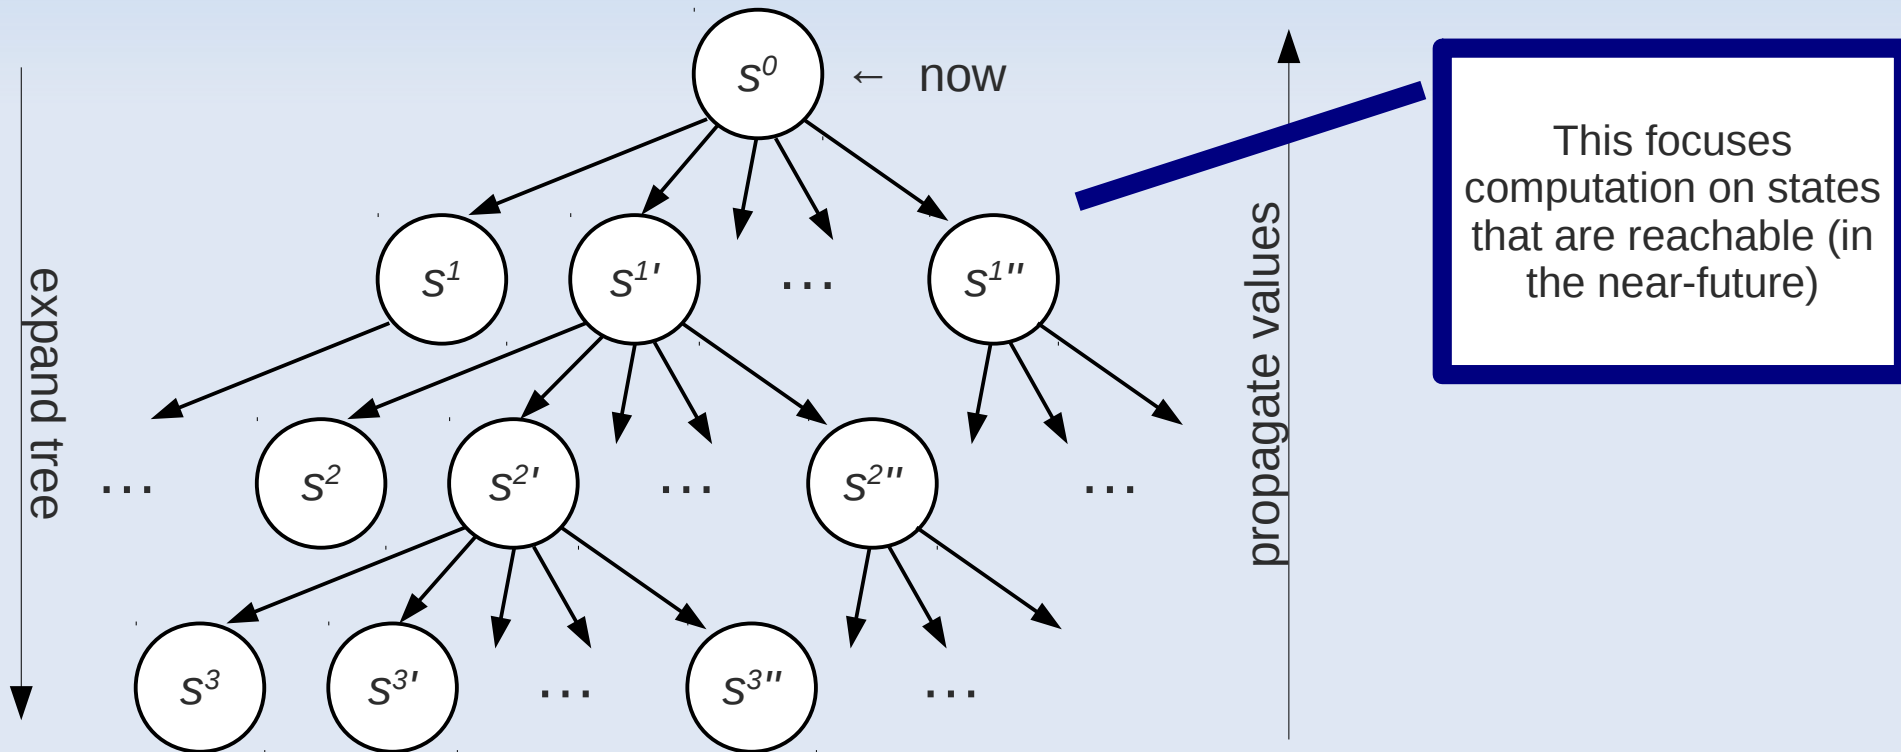 s⁰
← now
This focuses
computation on states
that are reachable (in
the near-future)
expand tree
propagate values
s¹
s¹'
...
s¹''
...
s²
s²'
...
s²''
...
s³
s³'
...
s³''
...